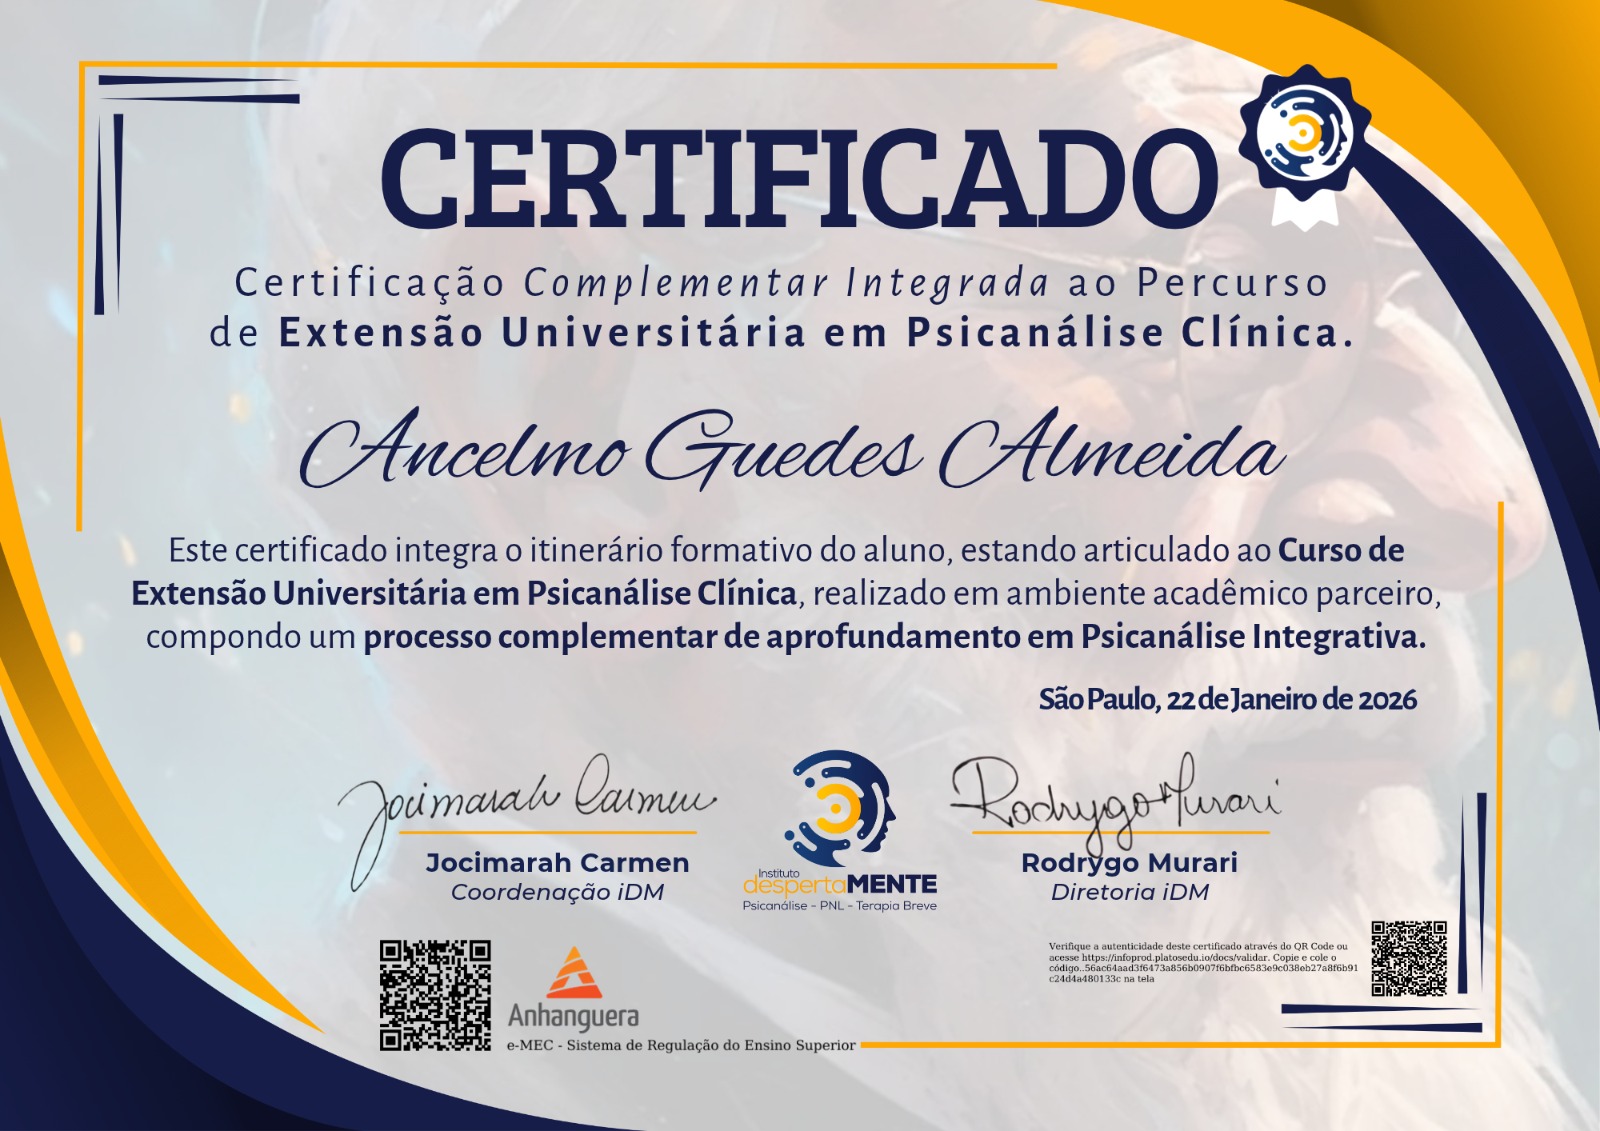 CERTIFICADO
Certificação Complementar Integrada ao Percurso
de Extensão Universitária em Psicanálise Clínica.
Ancelmo Guedes Almeida
Este certificado integra o itinerário formativo do aluno, estando articulado ao Curso de
Extensão Universitária em Psicanálise Clínica, realizado em ambiente acadêmico parceiro,
compondo um processo complementar de aprofundamento em Psicanálise Integrativa.
São Paulo, 22 de Janeiro de 2026
Jocimarah Carmen
Rodrygo Murari
Jocimarah Carmen
Coordenação iDM
Instituto
despertaMENTE
Psicanálise - PNL - Terapia Breve
Rodrygo Murari
Diretoria iDM
Anhanguera
e-MEC - Sistema de Regulação do Ensino Superior
Verifique a autenticidade deste certificado através do QR Code ou
acesse https://infoprod.platosedu.io/docs/validar. Copie e cole o
código..56ac64aad3f6473a856b0907f6bfbc6583e9c038eb27a8f6b91
c24d4a480133c na tela